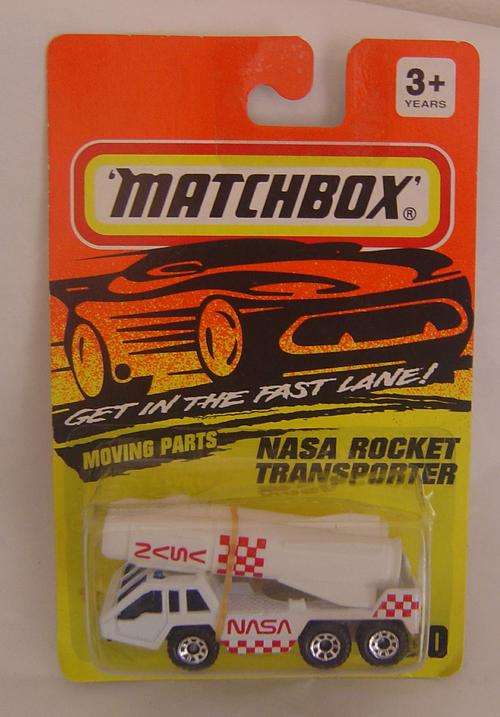 3+
YEARS
'MATCHBOX'®
GET IN THE FAST LANE!
MOVING PARTS
NASA ROCKET
TRANSPORTER
NASA
NASA